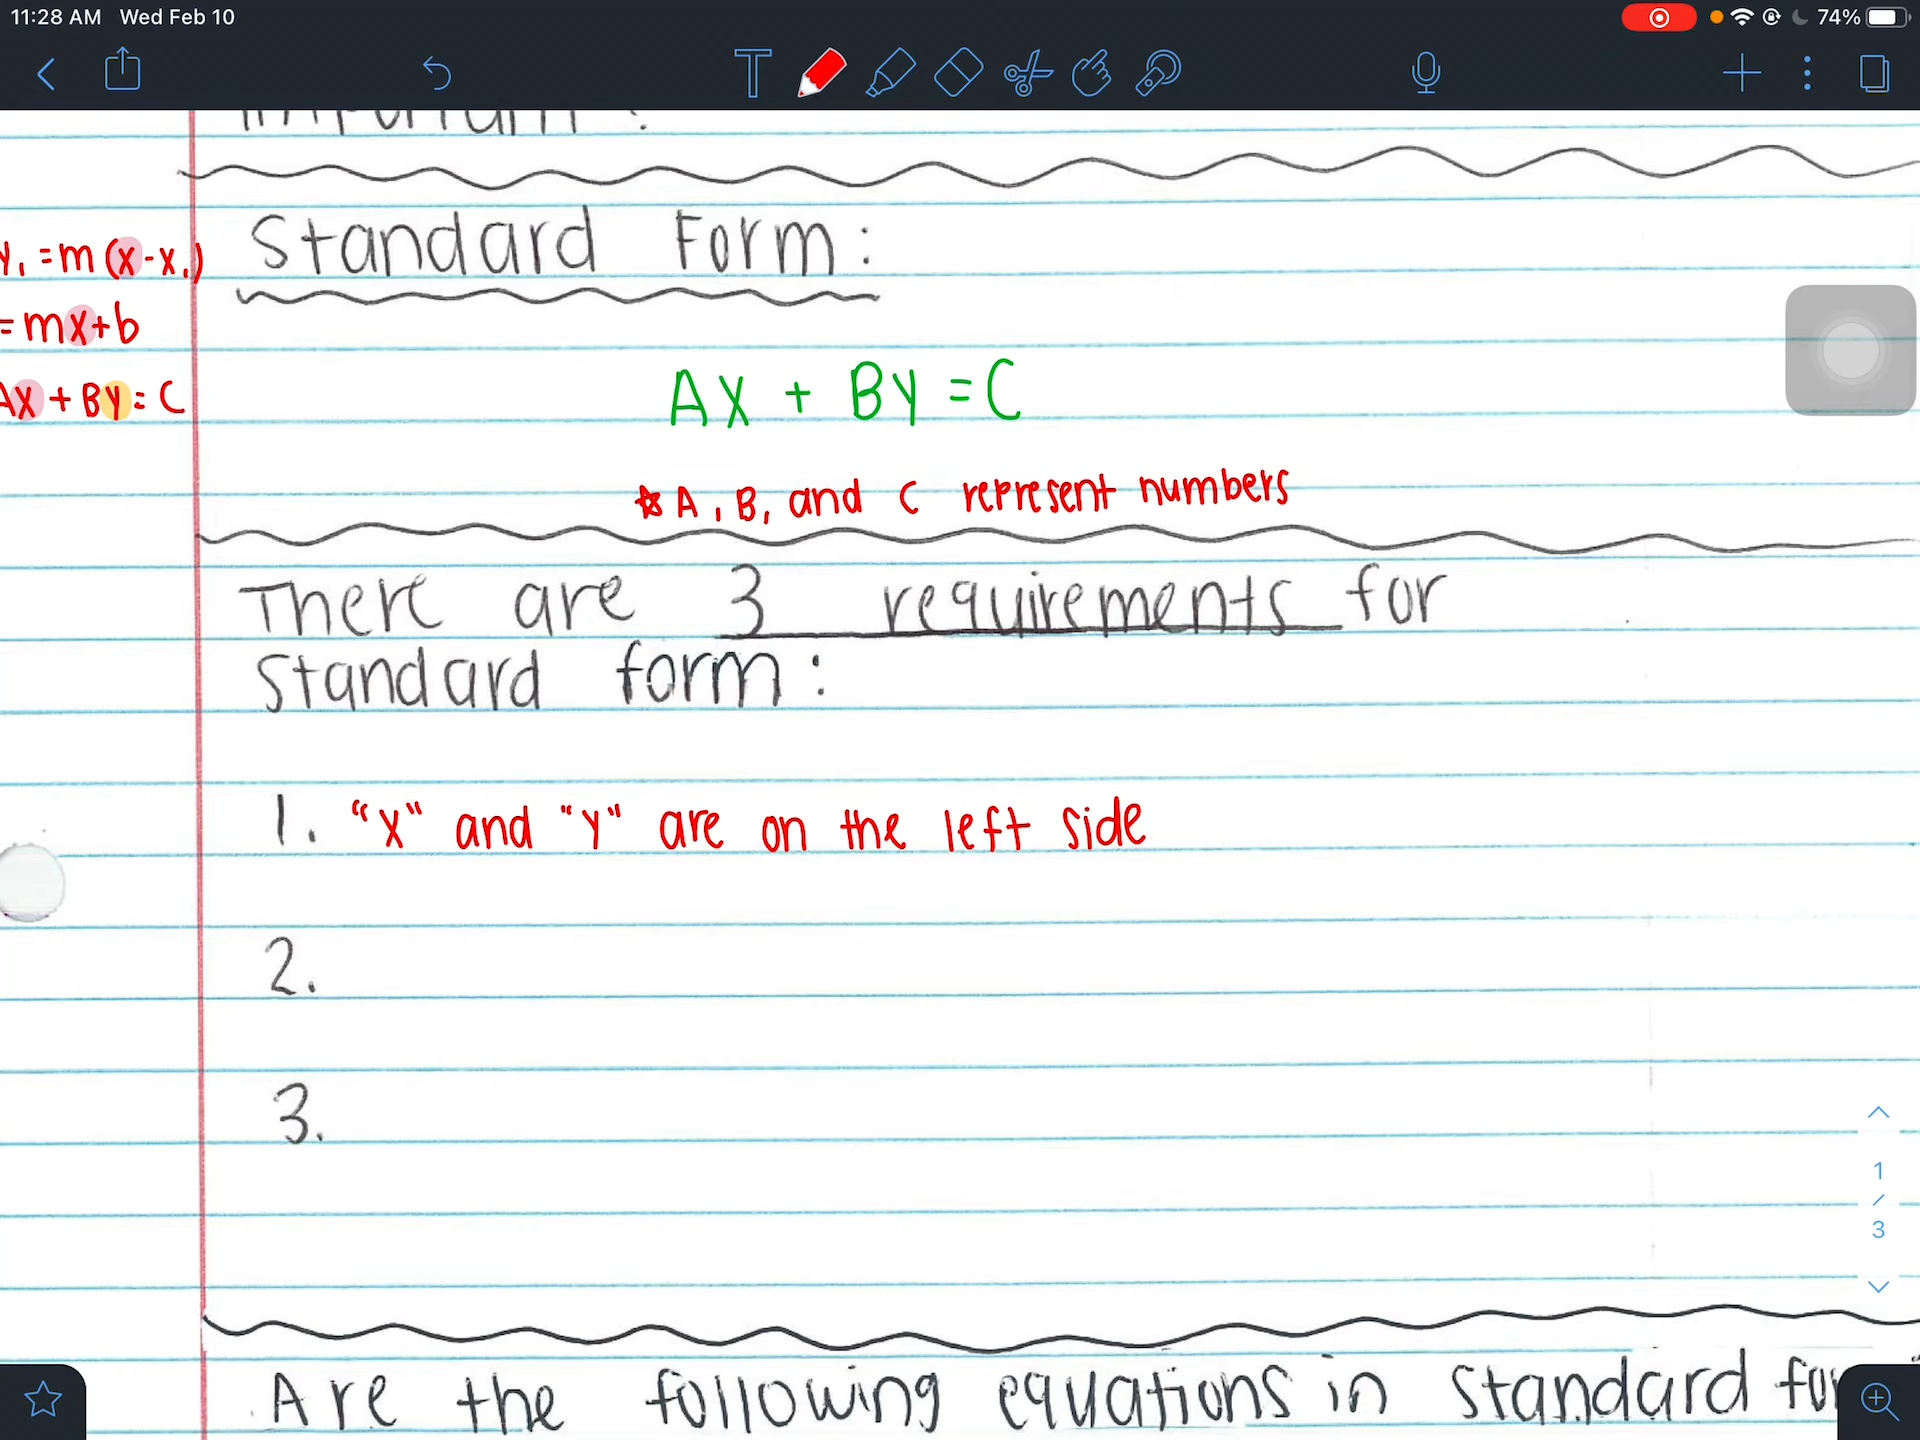 11:28 AM Wed Feb 10
74%
Important?
Standard Form:
y₁ = m(x-x₁)
= mx+b
Ax + By = C
AX + BY = C
☆ A, B, and C represent numbers
There are 3 requirements for
Standard form:
1. "X" and "Y" are on the left side
2.
3.
1
/
3
Are the following equations in standard for